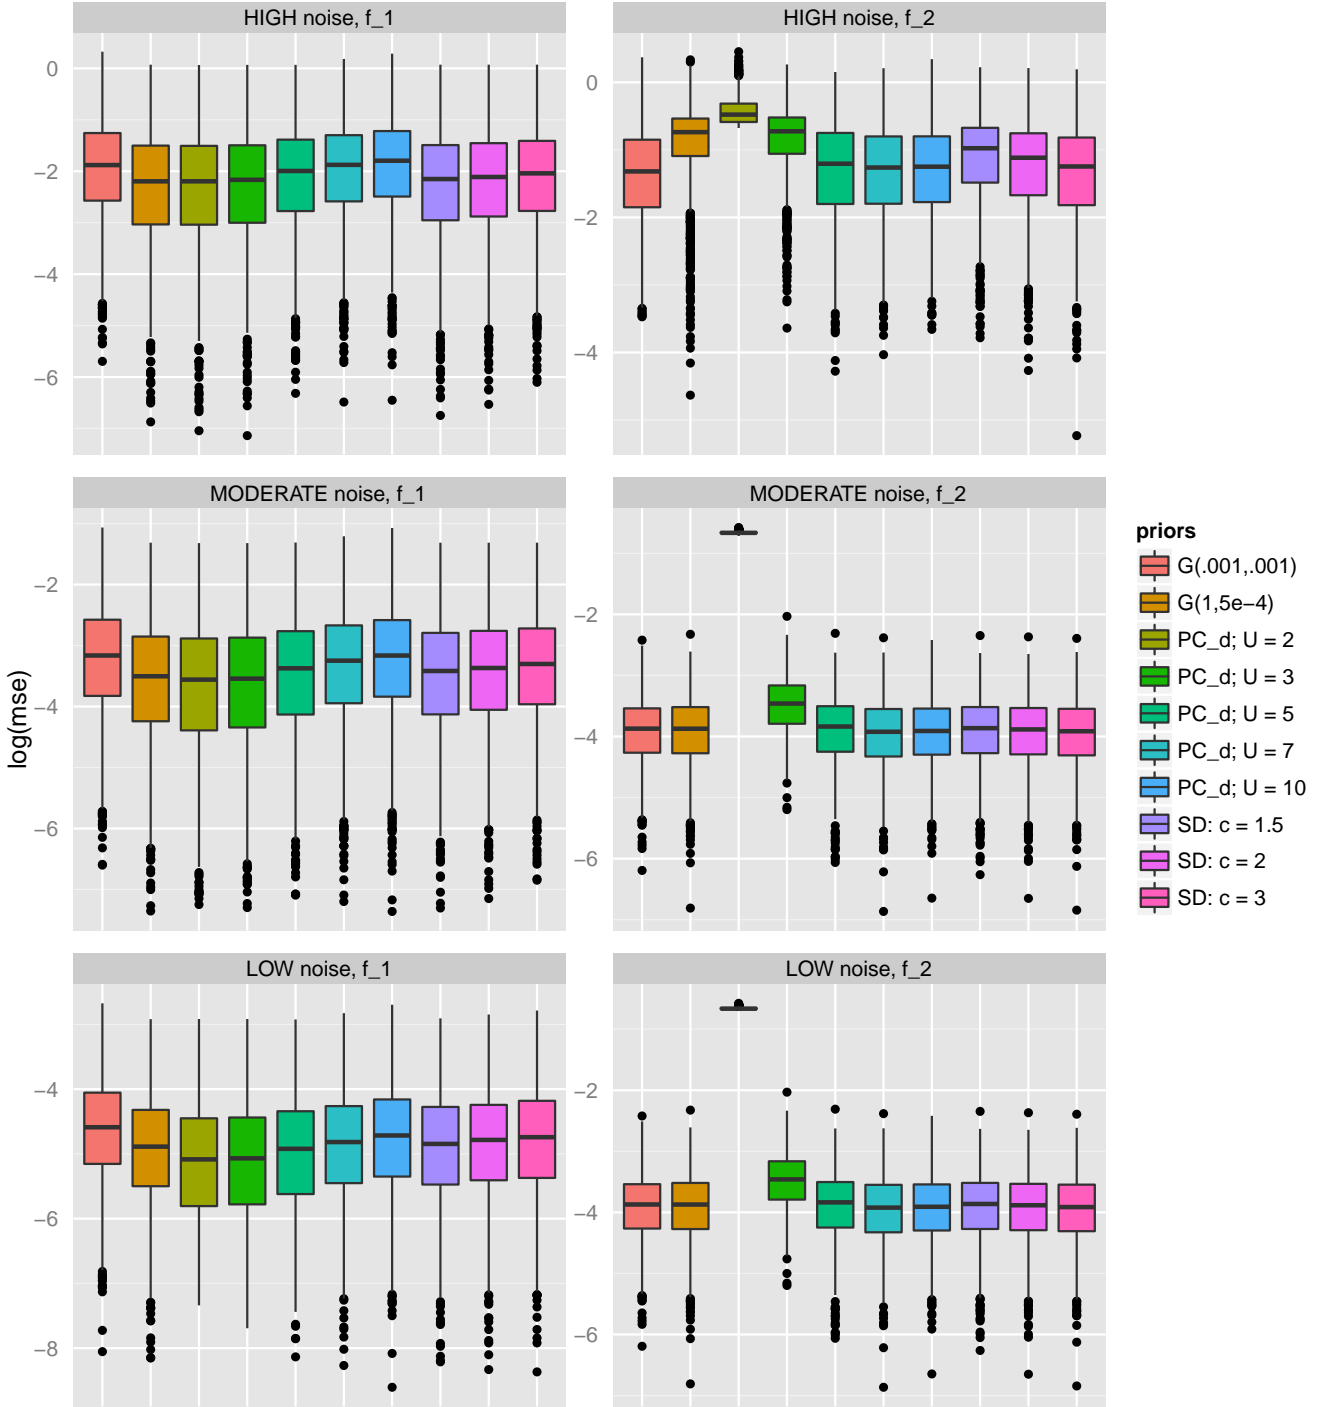 HIGH noise, f_1
HIGH noise, f_2
0
−2
−4
−6
0
−2
−4
MODERATE noise, f_1
MODERATE noise, f_2
−2
−4
−6
−2
−4
−6
log(mse)
LOW noise, f_1
LOW noise, f_2
−4
−6
−8
−2
−4
−6
priors
G(.001,.001)
G(1,5e−4)
PC_d; U = 2
PC_d; U = 3
PC_d; U = 5
PC_d; U = 7
PC_d; U = 10
SD: c = 1.5
SD: c = 2
SD: c = 3